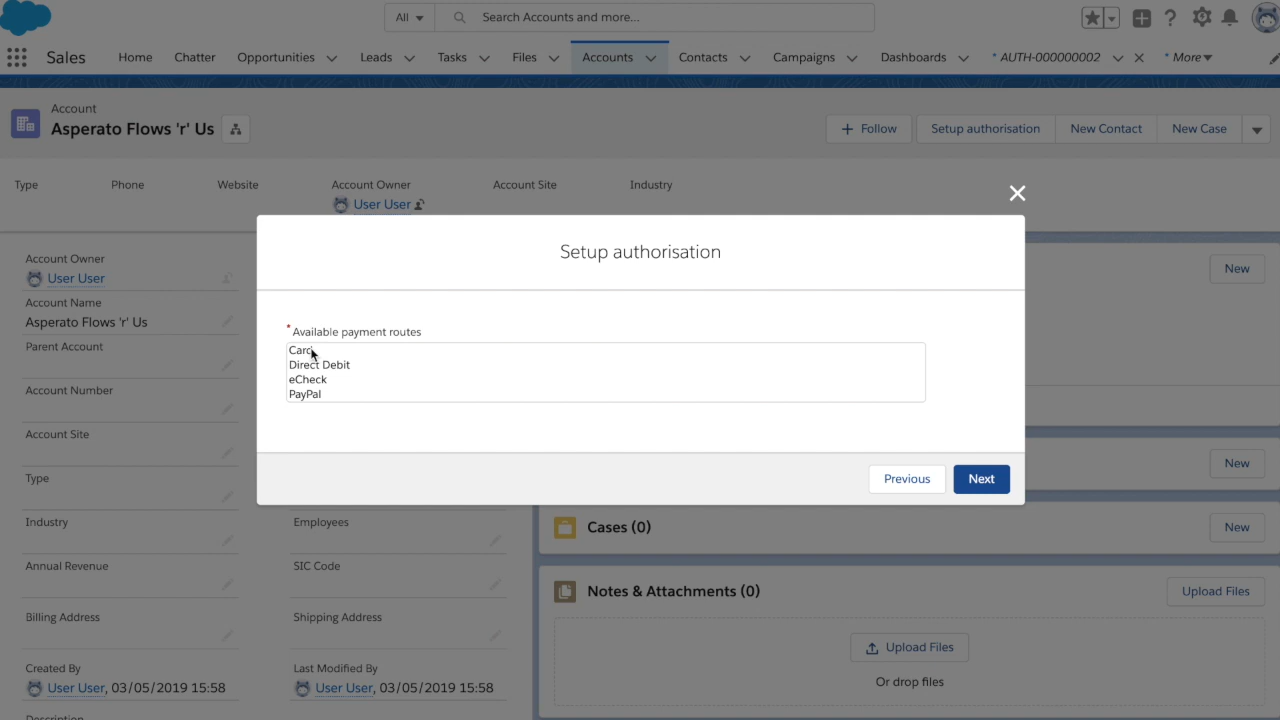 All
Search Accounts and more...
Sales
Home
Chatter
Opportunities
Leads
Tasks
Files
Accounts
Contacts
Campaigns
Dashboards
* AUTH-000000002
* More
Account
Asperato Flows 'r' Us
Follow
Setup authorisation
New Contact
New Case
Type
Phone
Website
Account Owner
Account Site
Industry
User User
Setup authorisation
*Available payment routes
Card
Direct Debit
eCheck
PayPal
Previous
Next
Account Owner
User User
Account Name
Asperato Flows 'r' Us
Parent Account
Account Number
Account Site
Type
Industry
Employees
Annual Revenue
SIC Code
Billing Address
Shipping Address
Created By
User User, 03/05/2019 15:58
Last Modified By
User User, 03/05/2019 15:58
Description
New
New
Cases (0)
New
Notes & Attachments (0)
Upload Files
Upload Files
Or drop files